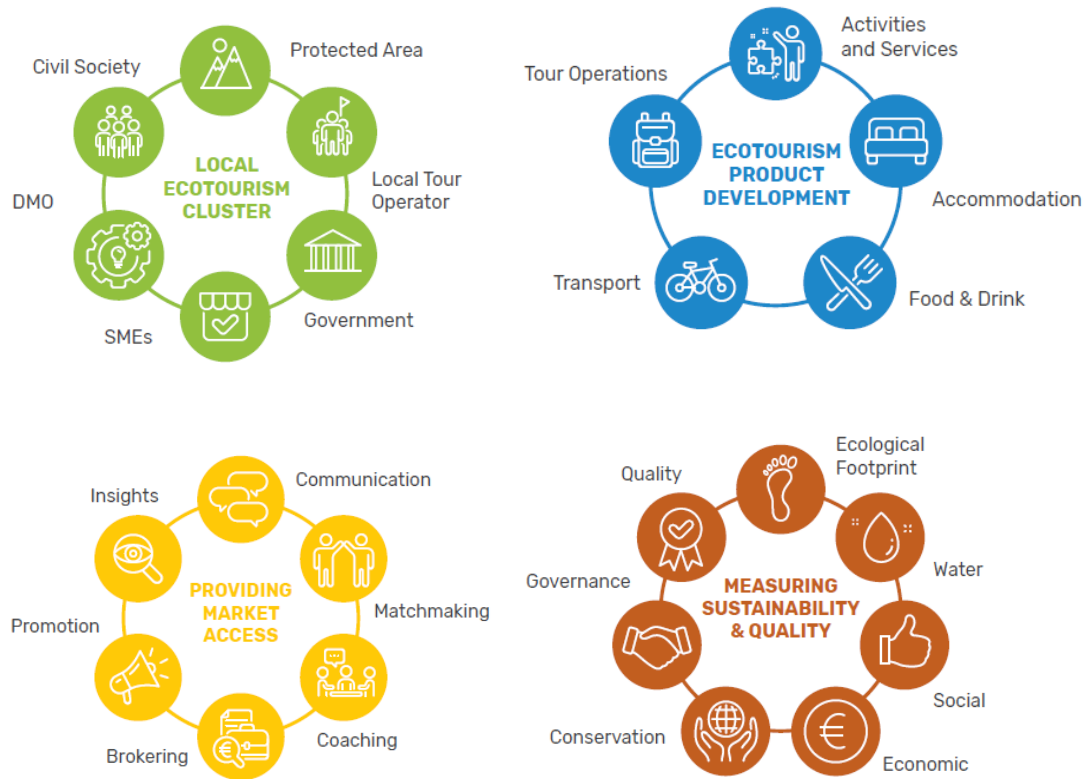 Protected Area
Civil Society
LOCAL
ECOTOURISM
CLUSTER
DMO
Local Tour
Operator
SMEs
Government
Activities
and Services
Tour Operations
ECOTOURISM
PRODUCT
DEVELOPMENT
Accommodation
Transport
Food & Drink
Communication
Insights
PROVIDING
MARKET
ACCESS
Matchmaking
Promotion
Brokering
Coaching
€
Ecological
Footprint
Quality
Water
Governance
MEASURING
SUSTAINABILITY
& QUALITY
Social
Conservation
Economic
€